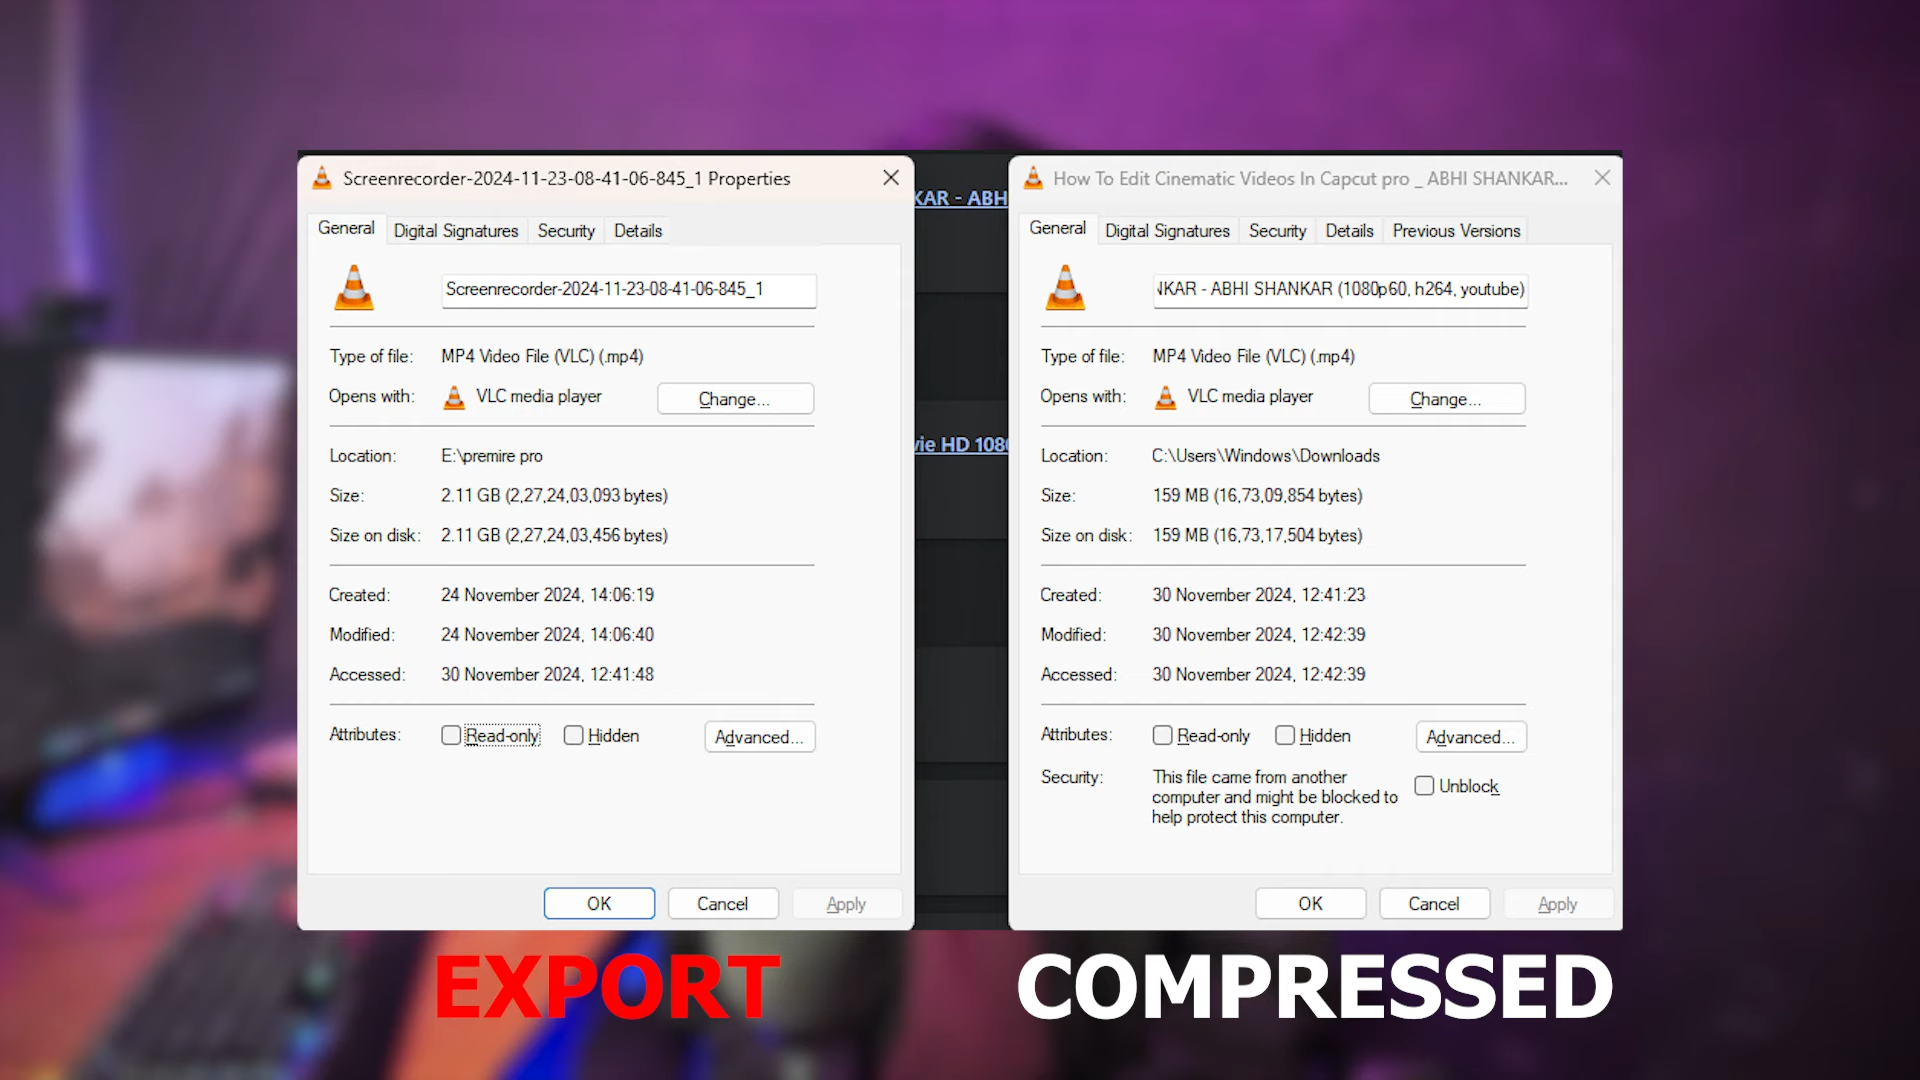 Screenrecorder-2024-11-23-08-41-06-845_1 Properties
General
Digital Signatures
Security
Details
Screenrecorder-2024-11-23-08-41-06-845_1
Type of file: MP4 Video File (VLC) (.mp4)
Opens with: VLC media player Change...
Location: E:\premire pro
Size: 2.11 GB (2,27,24,03,093 bytes)
Size on disk: 2.11 GB (2,27,24,03,456 bytes)
Created: 24 November 2024, 14:06:19
Modified: 24 November 2024, 14:06:40
Accessed: 30 November 2024, 12:41:48
Attributes: Read-only Hidden Advanced...
OK Cancel Apply
KAR - ABH
vie HD 108
How To Edit Cinematic Videos In Capcut pro _ ABHI SHANKAR...
General
Digital Signatures
Security
Details
Previous Versions
NKAR - ABHI SHANKAR (1080p60, h264, youtube)
Type of file: MP4 Video File (VLC) (.mp4)
Opens with: VLC media player Change...
Location: C:\Users\Windows\Downloads
Size: 159 MB (16,73,09,854 bytes)
Size on disk: 159 MB (16,73,17,504 bytes)
Created: 30 November 2024, 12:41:23
Modified: 30 November 2024, 12:42:39
Accessed: 30 November 2024, 12:42:39
Attributes: Read-only Hidden Advanced...
Security: This file came from another
computer and might be blocked to Unblock
help protect this computer.
OK Cancel Apply
EXPORT
COMPRESSED